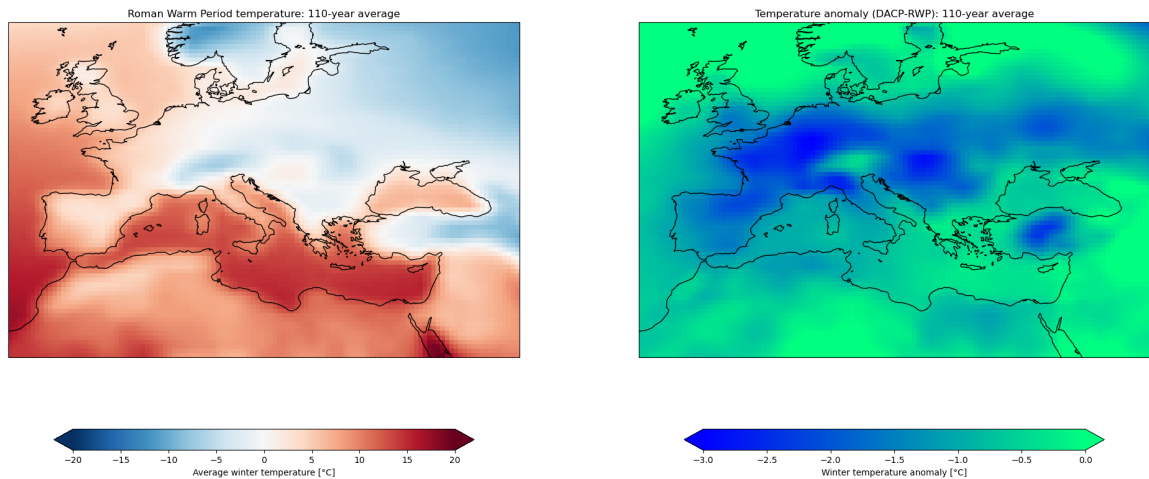 Roman Warm Period temperature: 110-year average
Temperature anomaly (DACP-RWP): 110-year average
−20 −15 −10 −5 0 5 10 15 20
Average winter temperature [°C]
−3.0 −2.5 −2.0 −1.5 −1.0 −0.5 0.0
Winter temperature anomaly [°C]